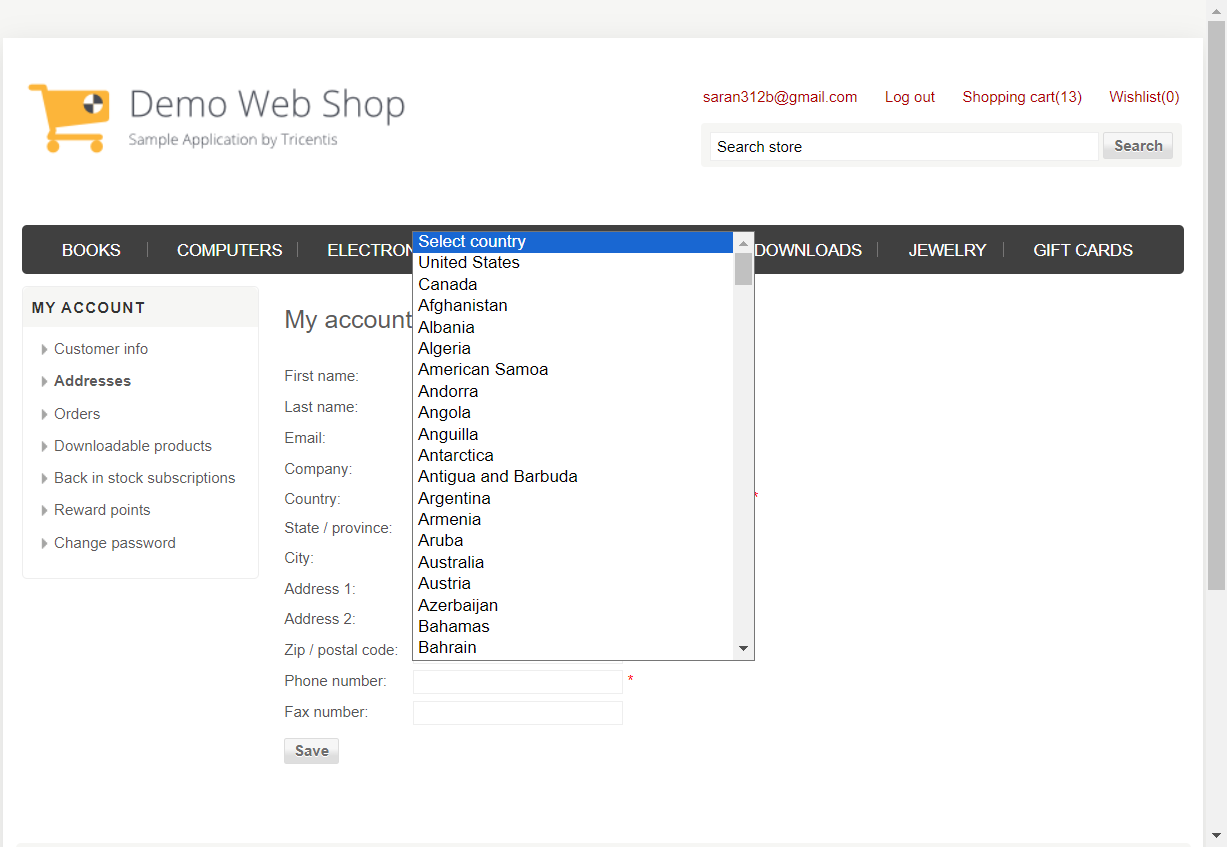 Demo Web Shop
Sample Application by Tricentis
saran312b@gmail.com Log out Shopping cart(13) Wishlist(0)
Search store Search
BOOKS COMPUTERS ELECTRON DOWNLOADS JEWELRY GIFT CARDS
MY ACCOUNT
Customer info
Addresses
Orders
Downloadable products
Back in stock subscriptions
Reward points
Change password
My account
First name:
Last name:
Email:
Company:
Country: *
State / province:
City:
Address 1:
Address 2:
Zip / postal code:
Phone number: *
Fax number:
Save
Select country
United States
Canada
Afghanistan
Albania
Algeria
American Samoa
Andorra
Angola
Anguilla
Antarctica
Antigua and Barbuda
Argentina
Armenia
Aruba
Australia
Austria
Azerbaijan
Bahamas
Bahrain